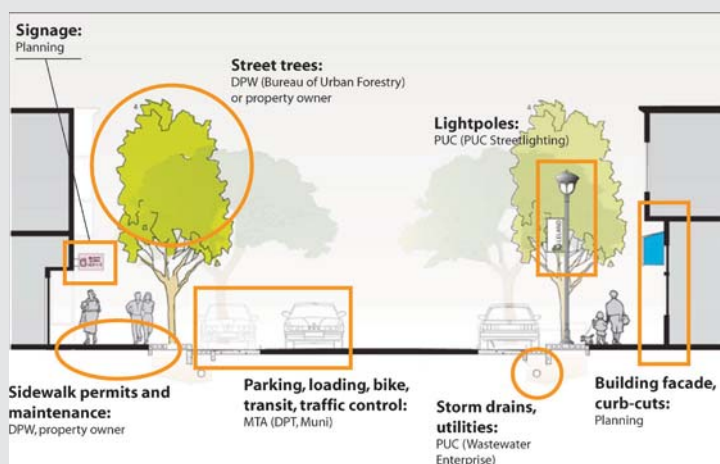 Signage:
Planning
Street trees:
DPW (Bureau of Urban Forestry)
or property owner
Lightpoles:
PUC (PUC Streetlighting)
Sidewalk permits and
maintenance:
DPW, property owner
Parking, loading, bike,
transit, traffic control:
MTA (DPT, Muni)
Storm drains,
utilities:
PUC (Wastewater
Enterprise)
Building facade,
curb-cuts:
Planning